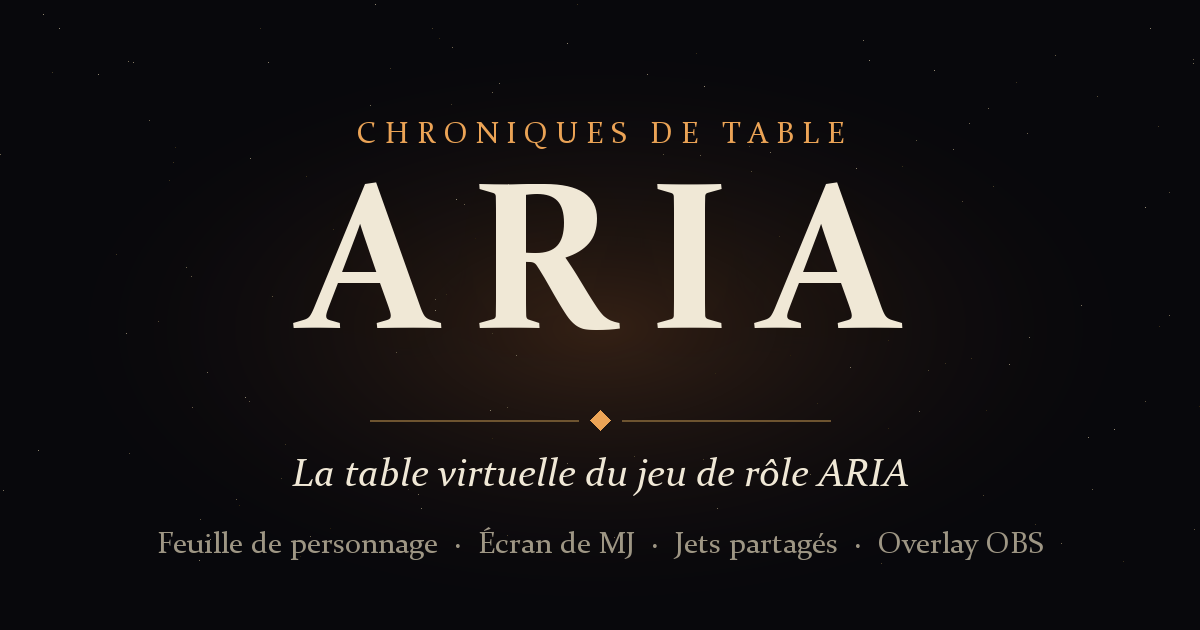 CHRONIQUES DE TABLE
ARIA
La table virtuelle du jeu de rôle ARIA
Feuille de personnage · Écran de MJ · Jets partagés · Overlay OBS